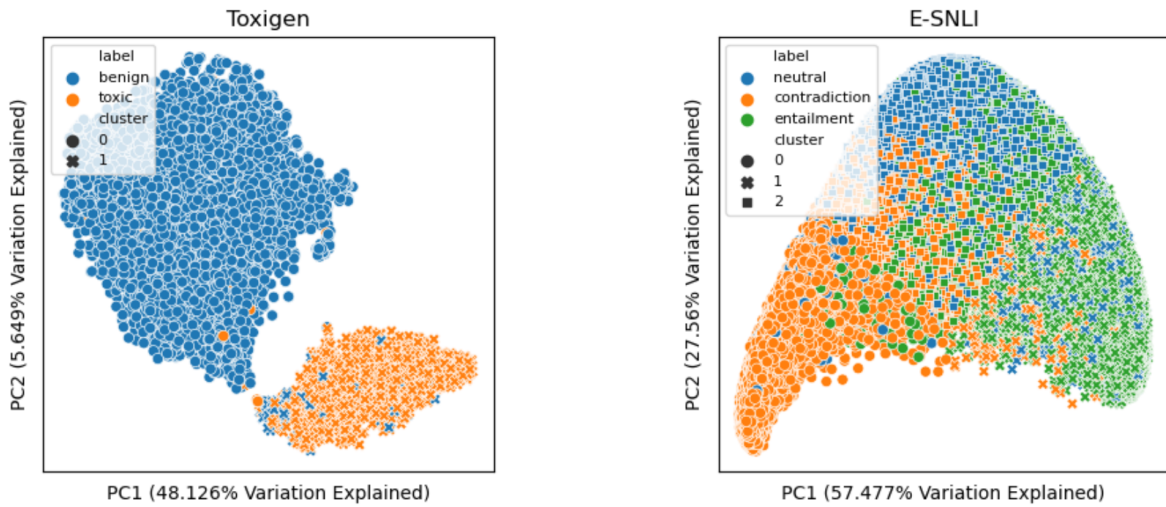 Toxigen
label
benign
toxic
cluster
0
1
PC2 (5.649% Variation Explained)
PC1 (48.126% Variation Explained)
E-SNLI
label
neutral
contradiction
entailment
cluster
0
1
2
PC2 (27.56% Variation Explained)
PC1 (57.477% Variation Explained)